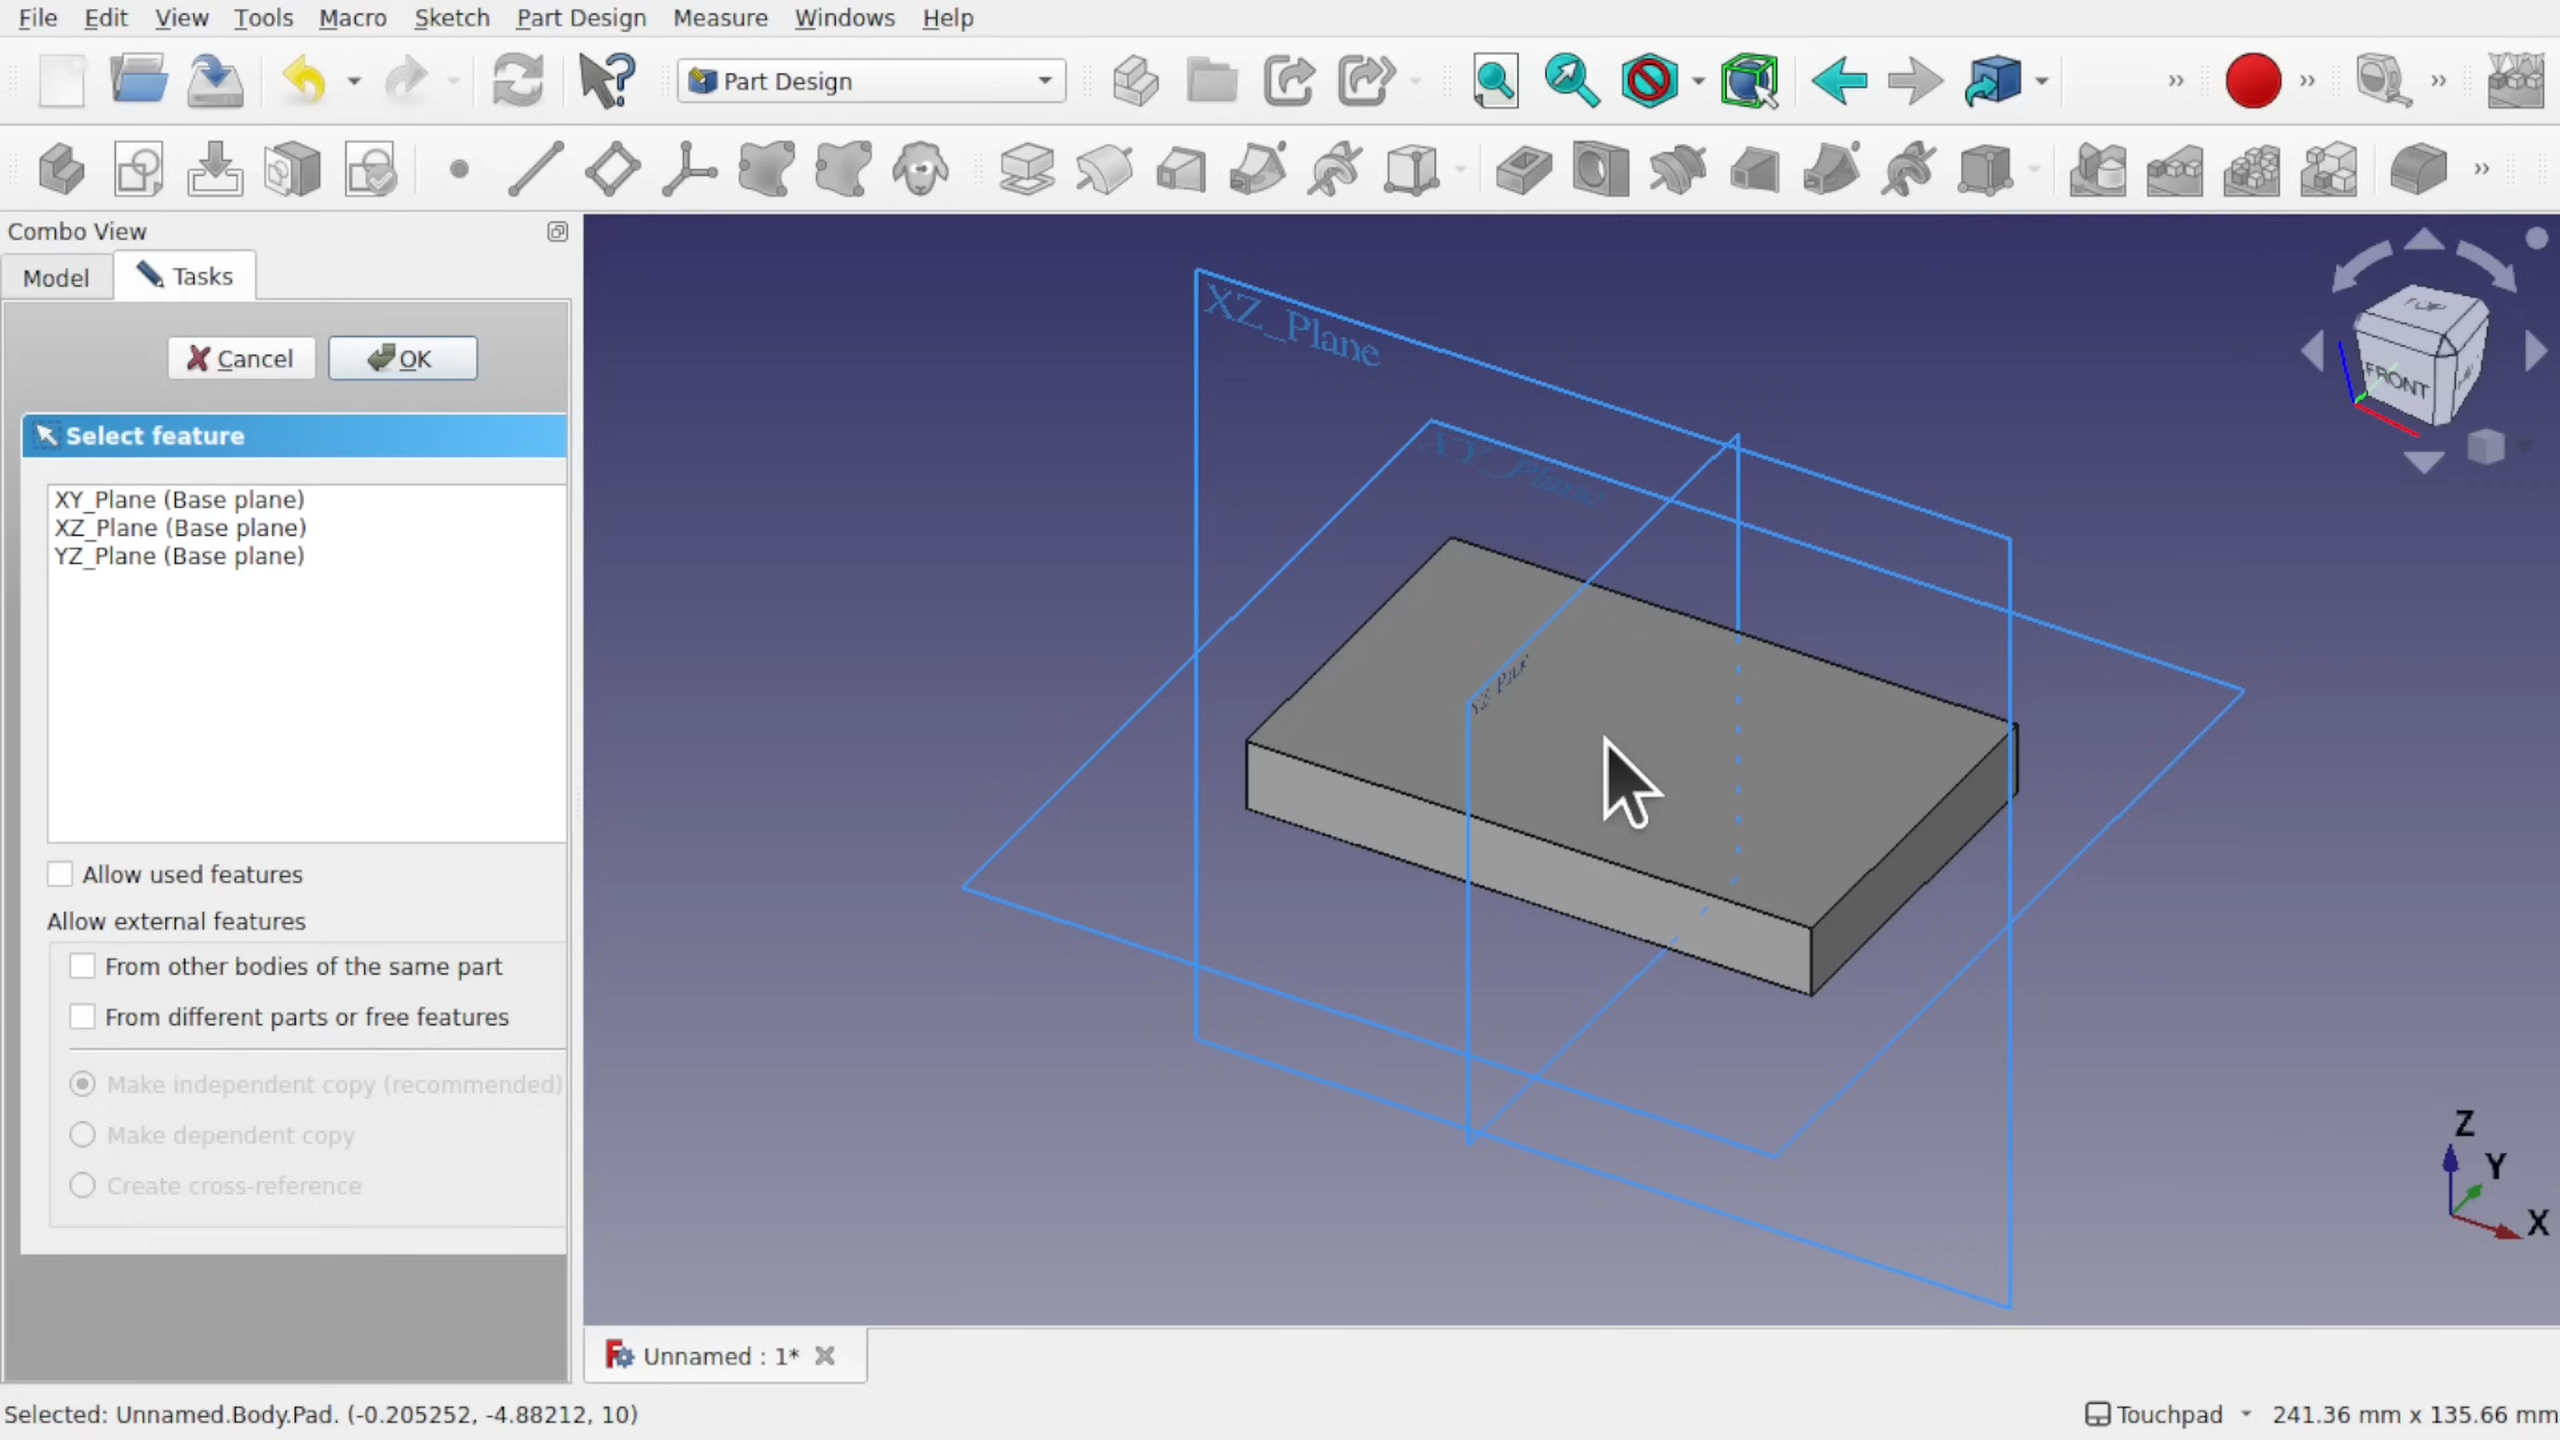 File Edit View Tools Macro Sketch Part Design Measure Windows Help
Part Design
Combo View
Model Tasks
Cancel OK
Select feature
XY_Plane (Base plane)
XZ_Plane (Base plane)
YZ_Plane (Base plane)
Allow used features
Allow external features
From other bodies of the same part
From different parts or free features
Make independent copy (recommended)
Make dependent copy
Create cross-reference
XZ_Plane
XY_Plane
TOP
FRONT
Z
Y
X
Unnamed : 1*
Selected: Unnamed.Body.Pad. (-0.205252, -4.88212, 10)
Touchpad 241.36 mm x 135.66 mm